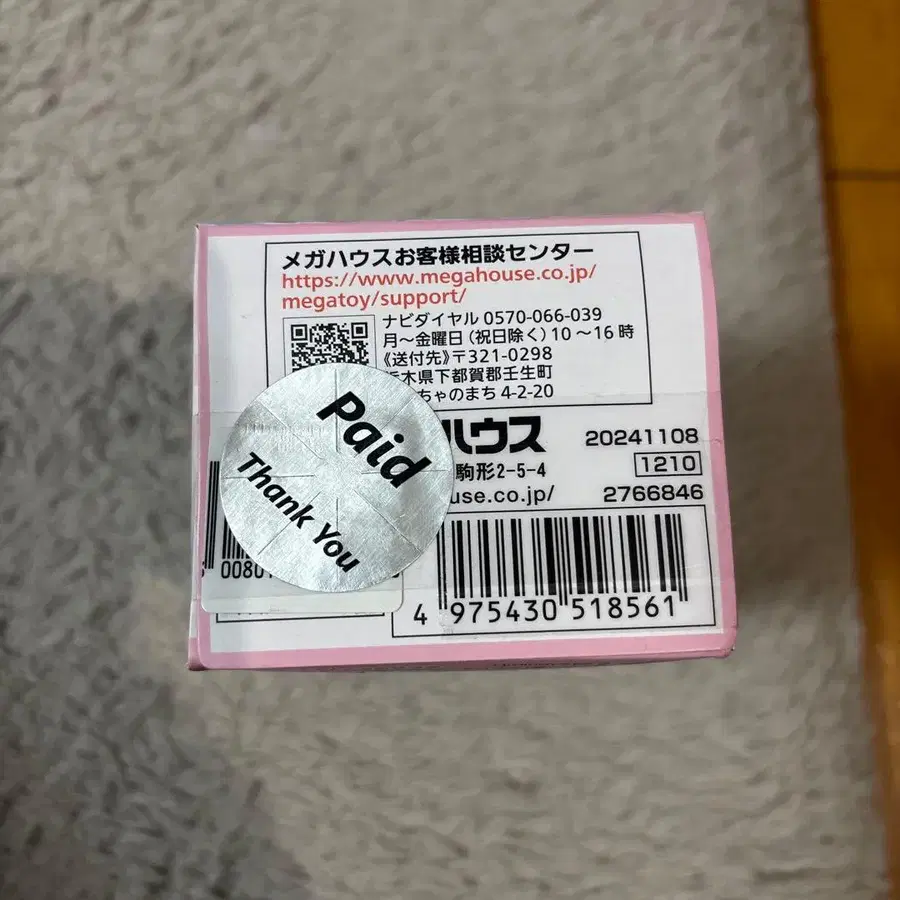 メガハウスお客様相談センター
https://www.megahouse.co.jp/
megatoy/support/
ナビダイヤル 0570-066-039
月〜金曜日（祝日除く）10〜16時
《送付先》〒321-0298
木県下都賀郡壬生町
ちゃのまち 4-2-20
Paid
Thank You
ハウス
駒形2-5-4
use.co.jp/
20241108
1210
2766846
0080
4 975430 518561